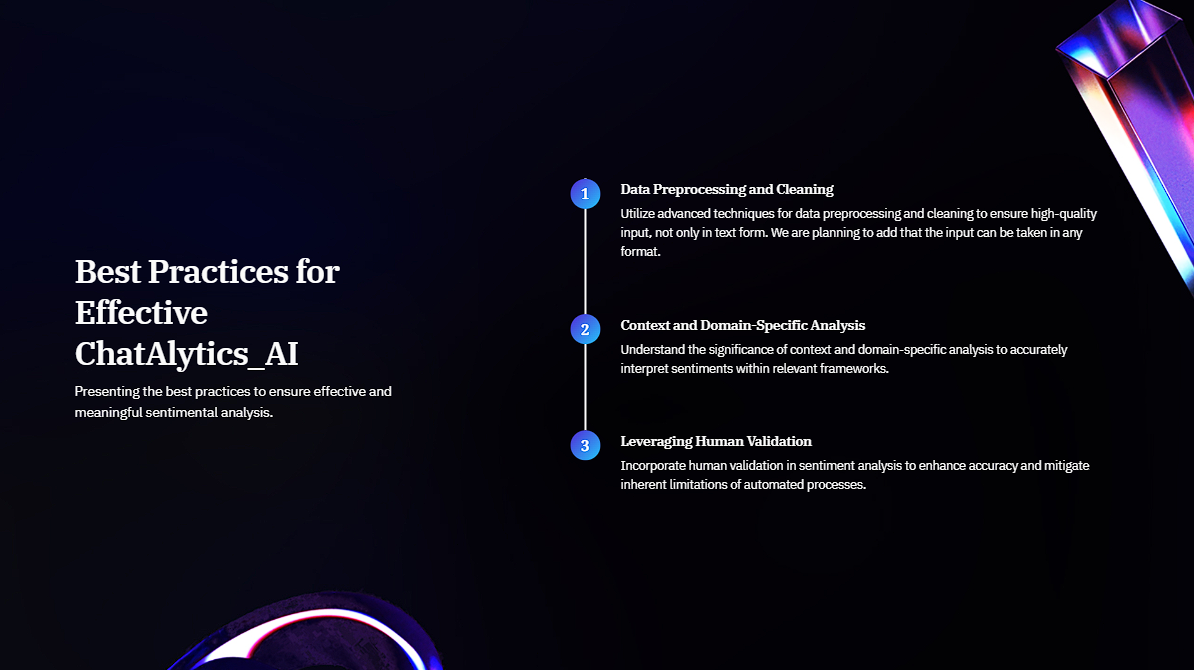 Best Practices for
Effective
ChatAlytics_AI
Presenting the best practices to ensure effective and
meaningful sentimental analysis.
1
Data Preprocessing and Cleaning
Utilize advanced techniques for data preprocessing and cleaning to ensure high-quality
input, not only in text form. We are planning to add that the input can be taken in any
format.
2
Context and Domain-Specific Analysis
Understand the significance of context and domain-specific analysis to accurately
interpret sentiments within relevant frameworks.
3
Leveraging Human Validation
Incorporate human validation in sentiment analysis to enhance accuracy and mitigate
inherent limitations of automated processes.